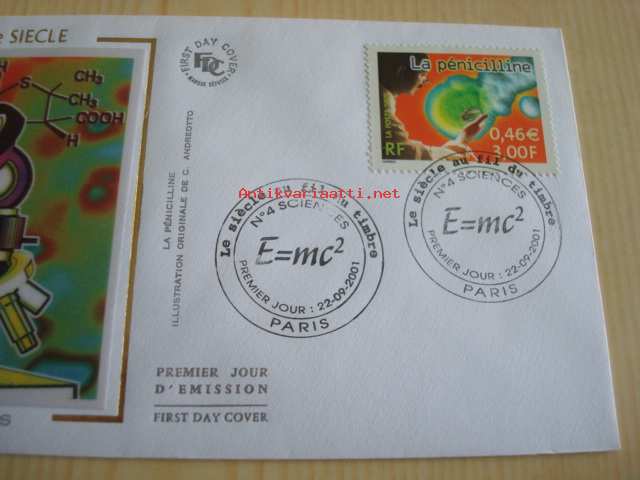 e SIECLE
S
CH₃
CH₃
COOH
H
FIRST DAY COVER
FDC
MARQUE DÉPOSÉE
LA PÉNICILLINE
ILLUSTRATION ORIGINALE DE C. ANDREOTTO
La pénicilline
LA POSTE
RF
0,46€
3,00F
Antikvariaatti.net
Le siècle au fil du timbre
N°4 SCIENCES
E=mc²
PREMIER JOUR : 22-09-2001
PARIS
Le siècle au fil du timbre
N°4 SCIENCES
E=mc²
PREMIER JOUR : 22-09-2001
PARIS
PREMIER JOUR
D'EMISSION
FIRST DAY COVER
S